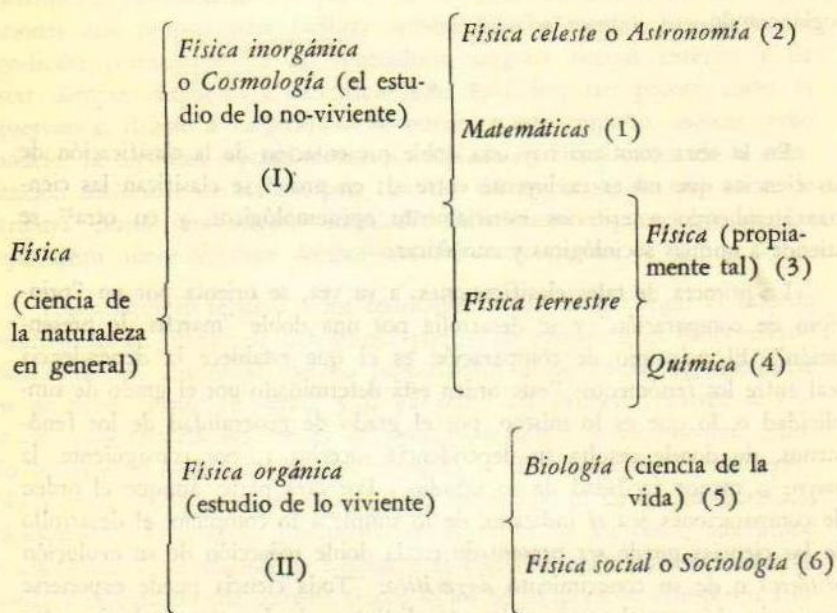 Física
(ciencia de
la naturaleza
en general)
Física inorgánica
o Cosmología (el estu-
dio de lo no-viviente)
(I)
Física celeste o Astronomía (2)
Matemáticas (1)
Física terrestre
Física (propia-
mente tal) (3)
Química (4)
Física orgánica
(estudio de lo viviente)
(II)
Biología (ciencia de la
vida) (5)
Física social o Sociología (6)